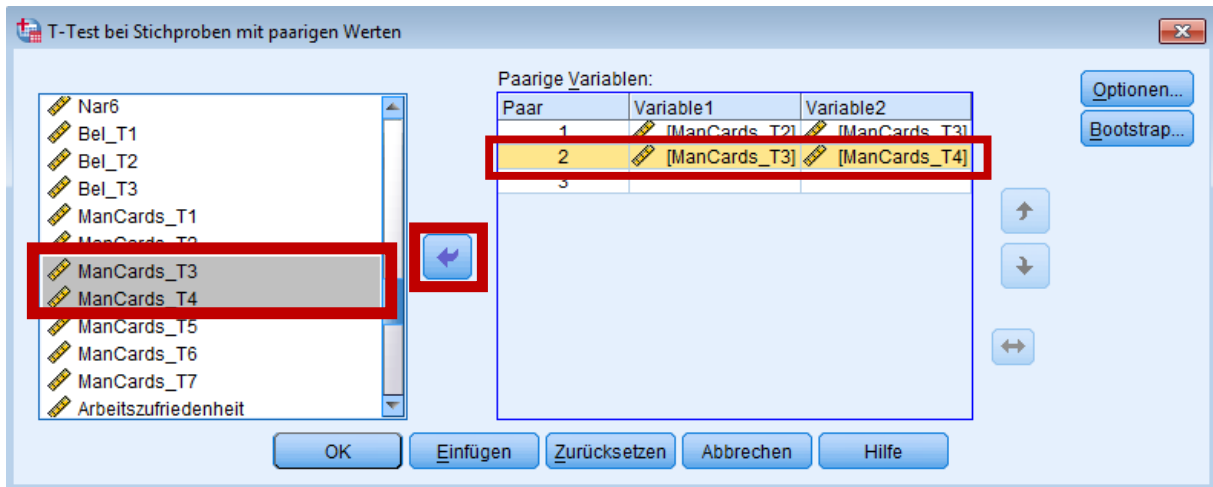 T-Test bei Stichproben mit paarigen Werten
Nar6
Bel_T1
Bel_T2
Bel_T3
ManCards_T1
ManCards_T2
ManCards_T3
ManCards_T4
ManCards_T5
ManCards_T6
ManCards_T7
Arbeitszufriedenheit
Paarige Variablen:
Paar Variable1 Variable2
1 [ManCards_T2] [ManCards_T3]
2 [ManCards_T3] [ManCards_T4]
3
Optionen...
Bootstrap...
OK Einfügen Zurücksetzen Abbrechen Hilfe